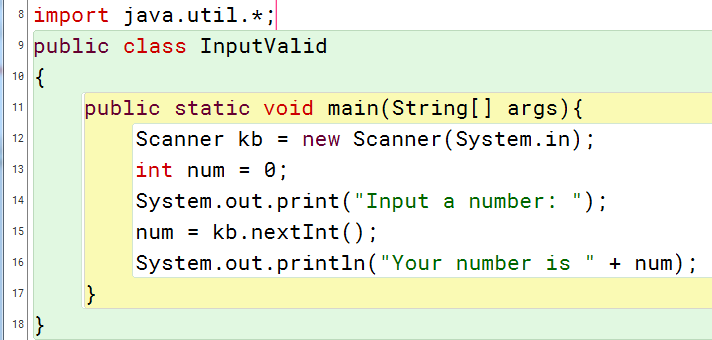 8 import java.util.*;
9 public class InputValid
10 {
11 public static void main(String[] args){
12 Scanner kb = new Scanner(System.in);
13 int num = 0;
14 System.out.print("Input a number: ");
15 num = kb.nextInt();
16 System.out.println("Your number is " + num);
17 }
18 }